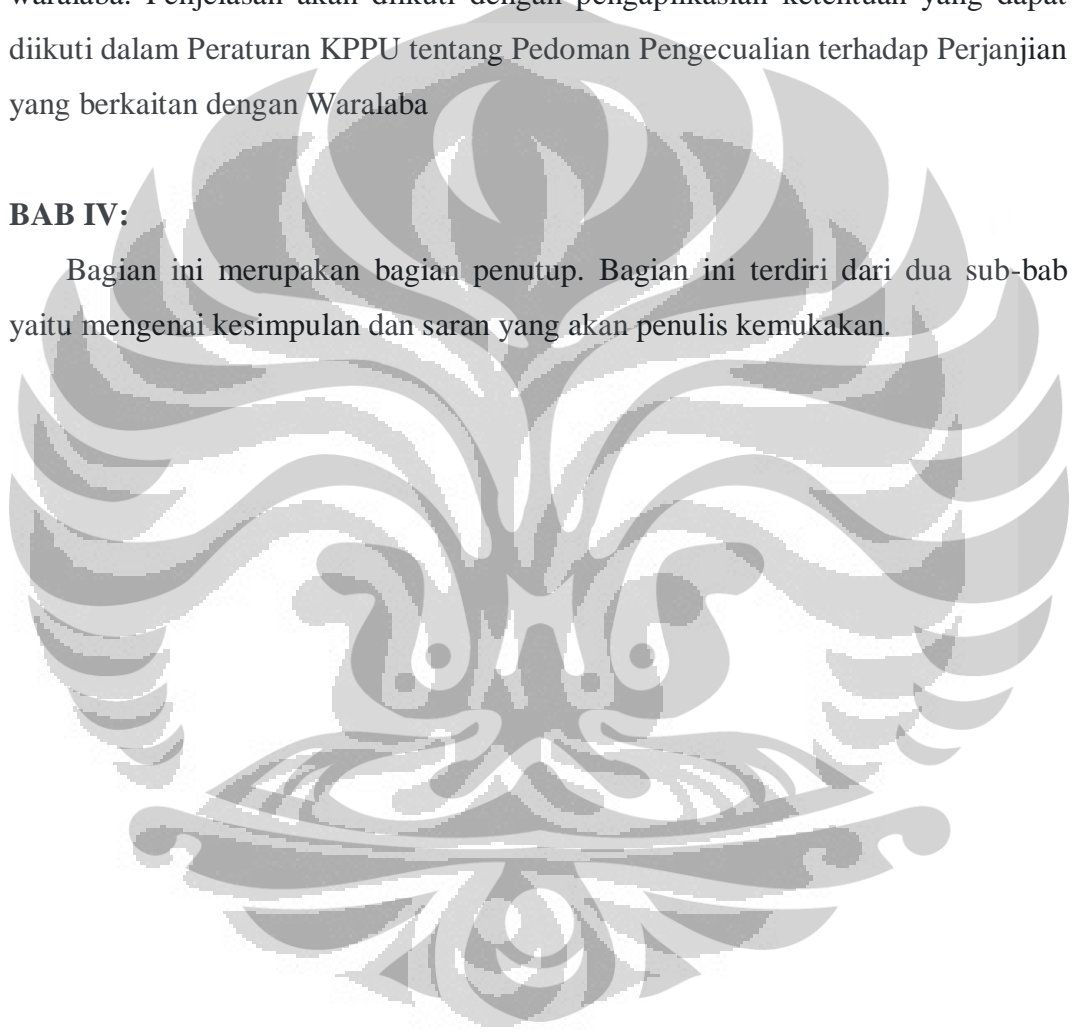 waralaba. Penjelasan akan diikuti dengan pengaplikasian ketentuan yang dapat
diikuti dalam Peraturan KPPU tentang Pedoman Pengecualian terhadap Perjanjian
yang berkaitan dengan Waralaba
BAB IV:
Bagian ini merupakan bagian penutup. Bagian ini terdiri dari dua sub-bab
yaitu mengenai kesimpulan dan saran yang akan penulis kemukakan.